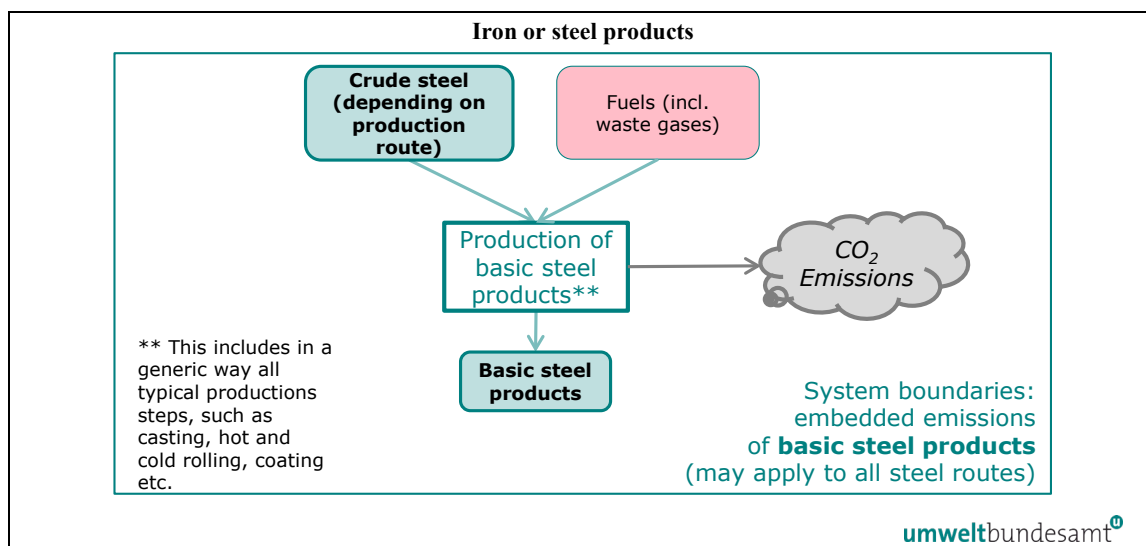 Iron or steel products
Crude steel
(depending on
production
route)
Fuels (incl.
waste gases)
Production of
basic steel
products**
CO₂
Emissions
Basic steel
products
** This includes in a
generic way all
typical productions
steps, such as
casting, hot and
cold rolling, coating
etc.
System boundaries:
embedded emissions
of basic steel products
(may apply to all steel routes)
umweltbundesamt u